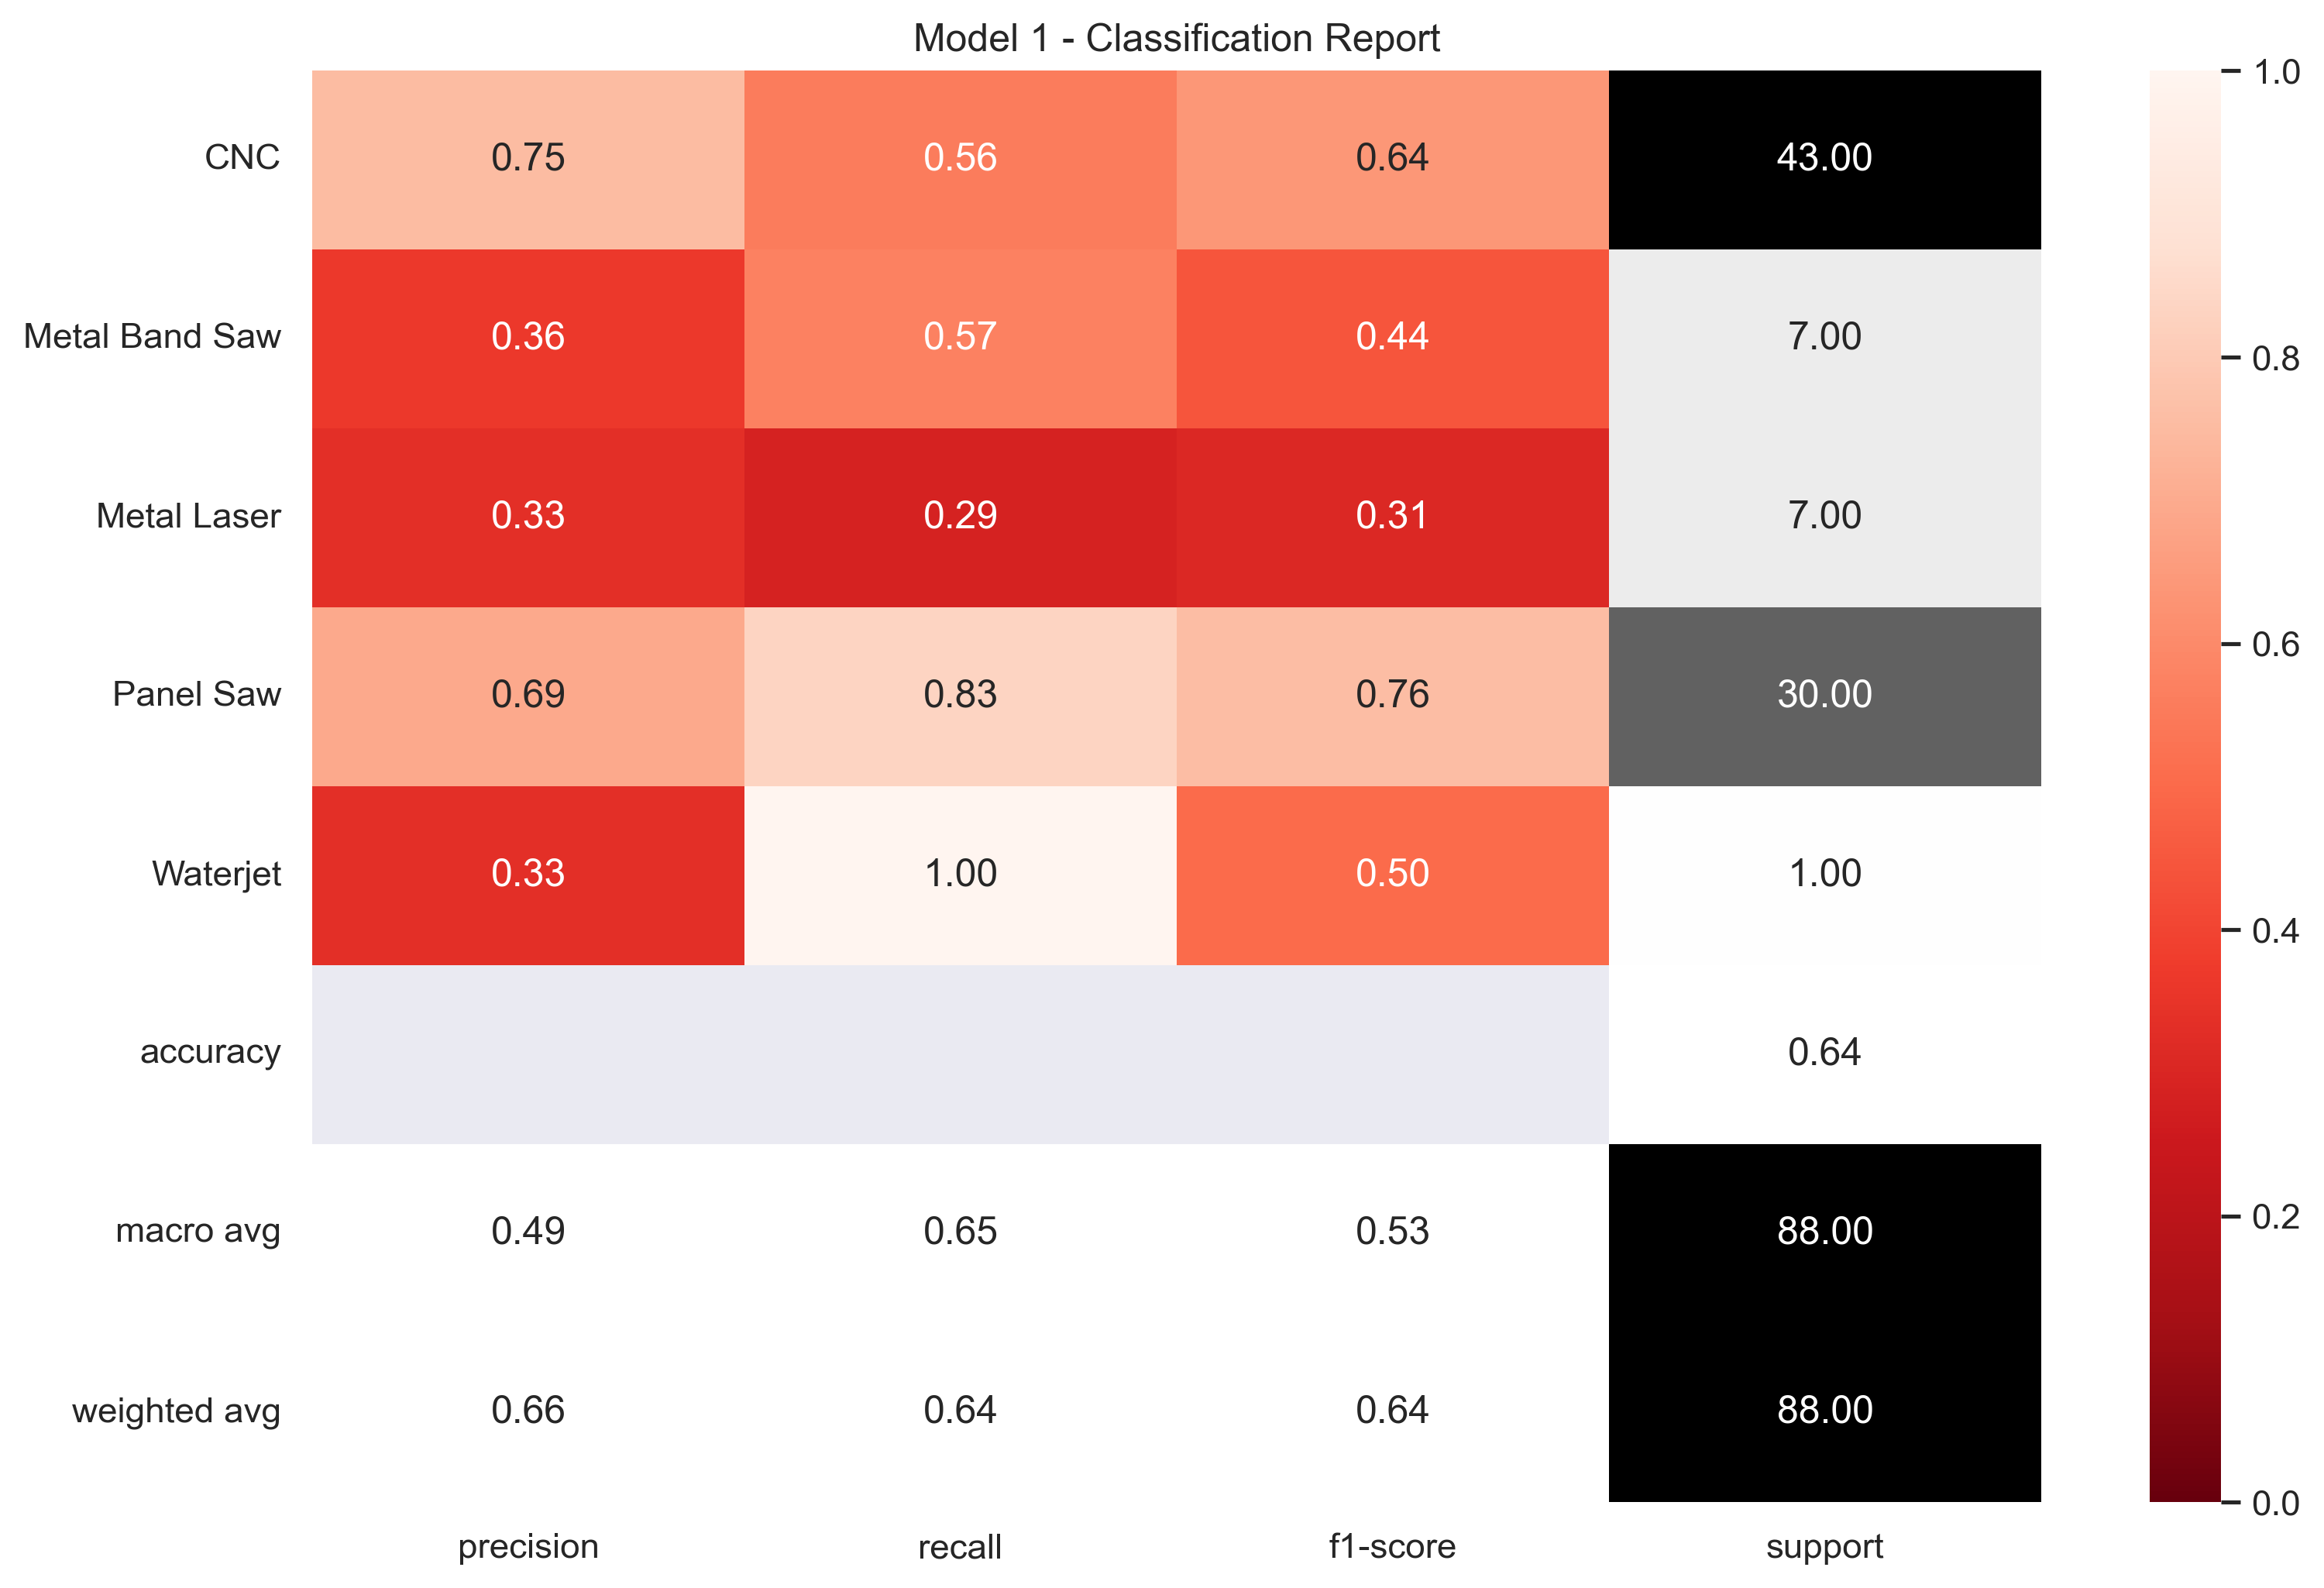 Model 1 - Classification Report
CNC 0.75 0.56 0.64 43.00
Metal Band Saw 0.36 0.57 0.44 7.00
Metal Laser 0.33 0.29 0.31 7.00
Panel Saw 0.69 0.83 0.76 30.00
Waterjet 0.33 1.00 0.50 1.00
accuracy 0.64
macro avg 0.49 0.65 0.53 88.00
weighted avg 0.66 0.64 0.64 88.00
precision recall f1-score support
1.0
0.8
0.6
0.4
0.2
0.0